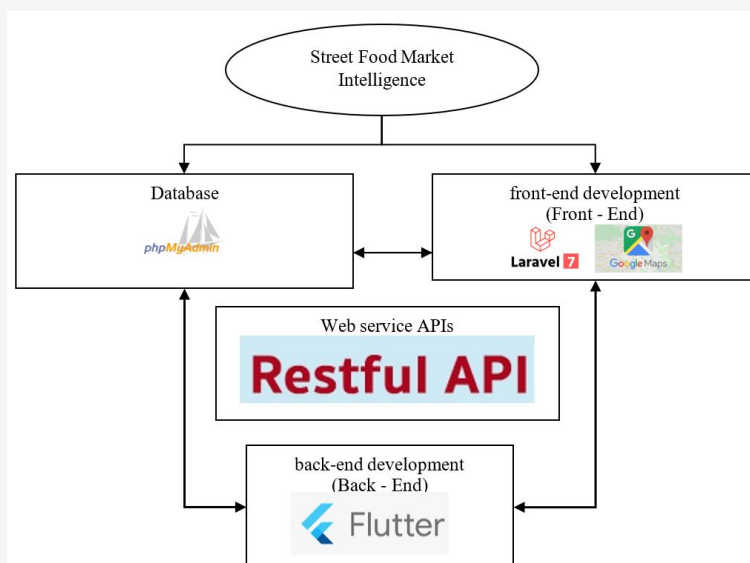 Street Food Market
Intelligence
Database
phpMyAdmin
front-end development
(Front - End)
Laravel 7
G
Google Maps
Web service APIs
Restful API
back-end development
(Back - End)
Flutter